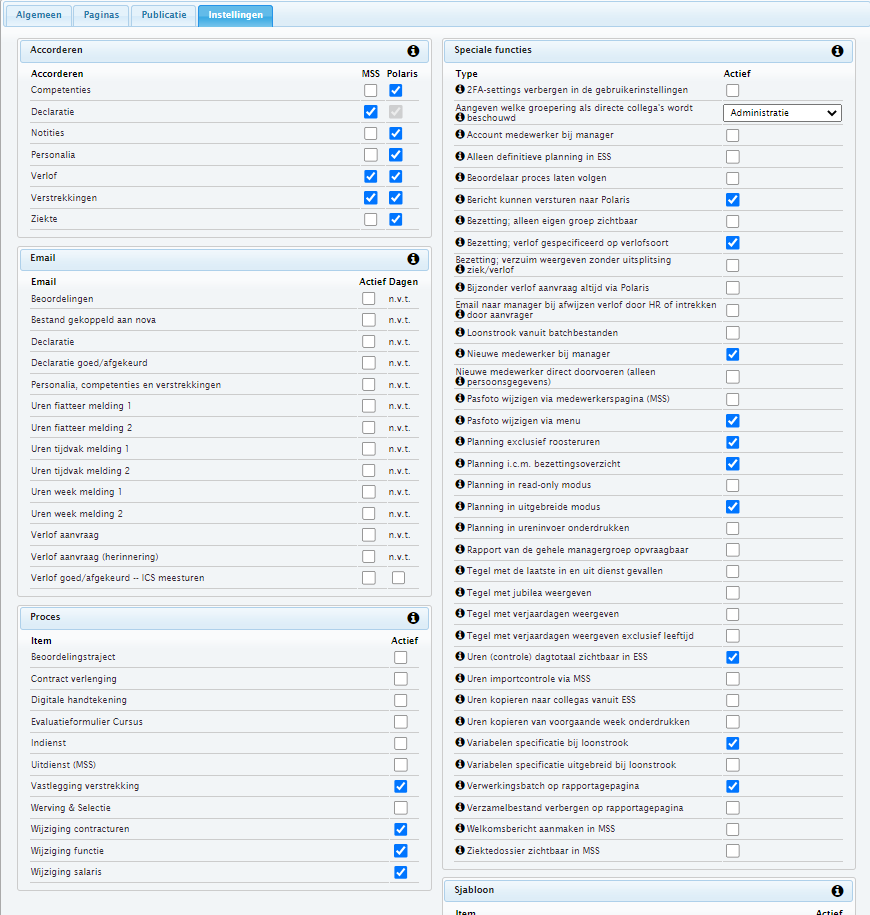 Algemeen Paginas Publicatie Instellingen
Accorderen
Accorderen MSS Polaris
Competenties
Declaratie
Notities
Personalia
Verlof
Verstrekkingen
Ziekte
Email
Email Actief Dagen
Beoordelingen n.v.t.
Bestand gekoppeld aan nova n.v.t.
Declaratie n.v.t.
Declaratie goed/afgekeurd n.v.t.
Personalia, competenties en verstrekkingen n.v.t.
Uren fiatteer melding 1 n.v.t.
Uren fiatteer melding 2 n.v.t.
Uren tijdvak melding 1 n.v.t.
Uren tijdvak melding 2 n.v.t.
Uren week melding 1 n.v.t.
Uren week melding 2 n.v.t.
Verlof aanvraag n.v.t.
Verlof aanvraag (herinnering) n.v.t.
Verlof goed/afgekeurd -- ICS meesturen
Proces
Item Actief
Beoordelingstraject
Contract verlenging
Digitale handtekening
Evaluatieformulier Cursus
Indienst
Uitdienst (MSS)
Vastlegging verstrekking
Werving & Selectie
Wijziging contracturen
Wijziging functie
Wijziging salaris
Speciale functies
Type Actief
2FA-settings verbergen in de gebruikerinstellingen
Aangeven welke groepering als directe collega's wordt
beschouwd Administratie
Account medewerker bij manager
Alleen definitieve planning in ESS
Beoordelaar proces laten volgen
Bericht kunnen versturen naar Polaris
Bezetting; alleen eigen groep zichtbaar
Bezetting; verlof gespecificeerd op verlofsoort
Bezetting; verzuim weergeven zonder uitsplitsing
ziek/verlof
Bijzonder verlof aanvraag altijd via Polaris
Email naar manager bij afwijzen verlof door HR of intrekken
door aanvrager
Loonstrook vanuit batchbestanden
Nieuwe medewerker bij manager
Nieuwe medewerker direct doorvoeren (alleen
persoonsgegevens)
Pasfoto wijzigen via medewerkerspagina (MSS)
Pasfoto wijzigen via menu
Planning exclusief roosteruren
Planning i.c.m. bezettingsoverzicht
Planning in read-only modus
Planning in uitgebreide modus
Planning in ureninvoer onderdrukken
Rapport van de gehele managergroep opvraagbaar
Tegel met de laatste in en uit dienst gevallen
Tegel met jubilea weergeven
Tegel met verjaardagen weergeven
Tegel met verjaardagen weergeven exclusief leeftijd
Uren (controle) dagtotaal zichtbaar in ESS
Uren importcontrole via MSS
Uren kopieren naar collegas vanuit ESS
Uren kopieren van voorgaande week onderdrukken
Variabelen specificatie bij loonstrook
Variabelen specificatie uitgebreid bij loonstrook
Verwerkingsbatch op rapportagepagina
Verzamelbestand verbergen op rapportagepagina
Welkomsbericht aanmaken in MSS
Ziektedossier zichtbaar in MSS
Sjabloon
Item Actief